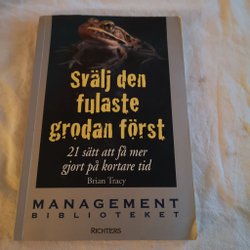 Svälj den
fulaste
grodan först
21 sätt att få mer
gjort på kortare tid
Brian Tracy
MANAGEMENT
BIBLIOTEKET
RICHTERS